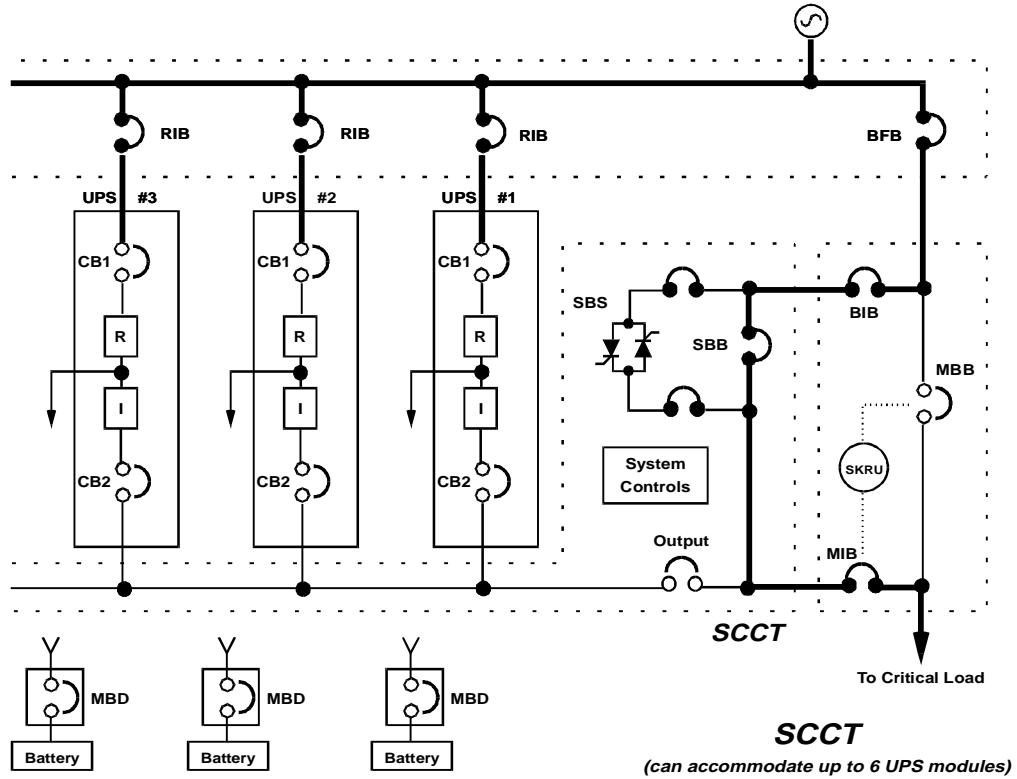 RIB
RIB
RIB
BFB
UPS #3
UPS #2
UPS #1
CB1
CB1
CB1
SBS
SBB
BIB
R
R
R
MBB
I
I
I
System
Controls
SKRU
CB2
CB2
CB2
Output
MIB
SCCT
To Critical Load
MBD
MBD
MBD
Battery
Battery
Battery
SCCT
(can accommodate up to 6 UPS modules)